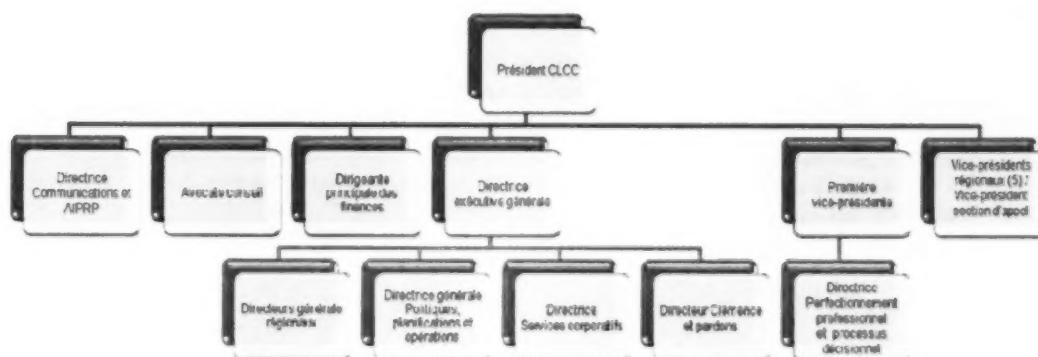 Président CLCC
Directrice
Communications et
AIPRP
Avocate conseil
Dirigeante
principale des
finances
Directrice
exécutive générale
Première
vice-présidente
Vice-présidents
régionaux (5) /
Vice-président
section d'appel
Directeurs générale
régionaux
Directrice générale
Politiques,
planifications et
opérations
Directrice
Services corporatifs
Directeur Clémence
et pardons
Directrice
Perfectionnement
professionnel
et processus
décisionnel